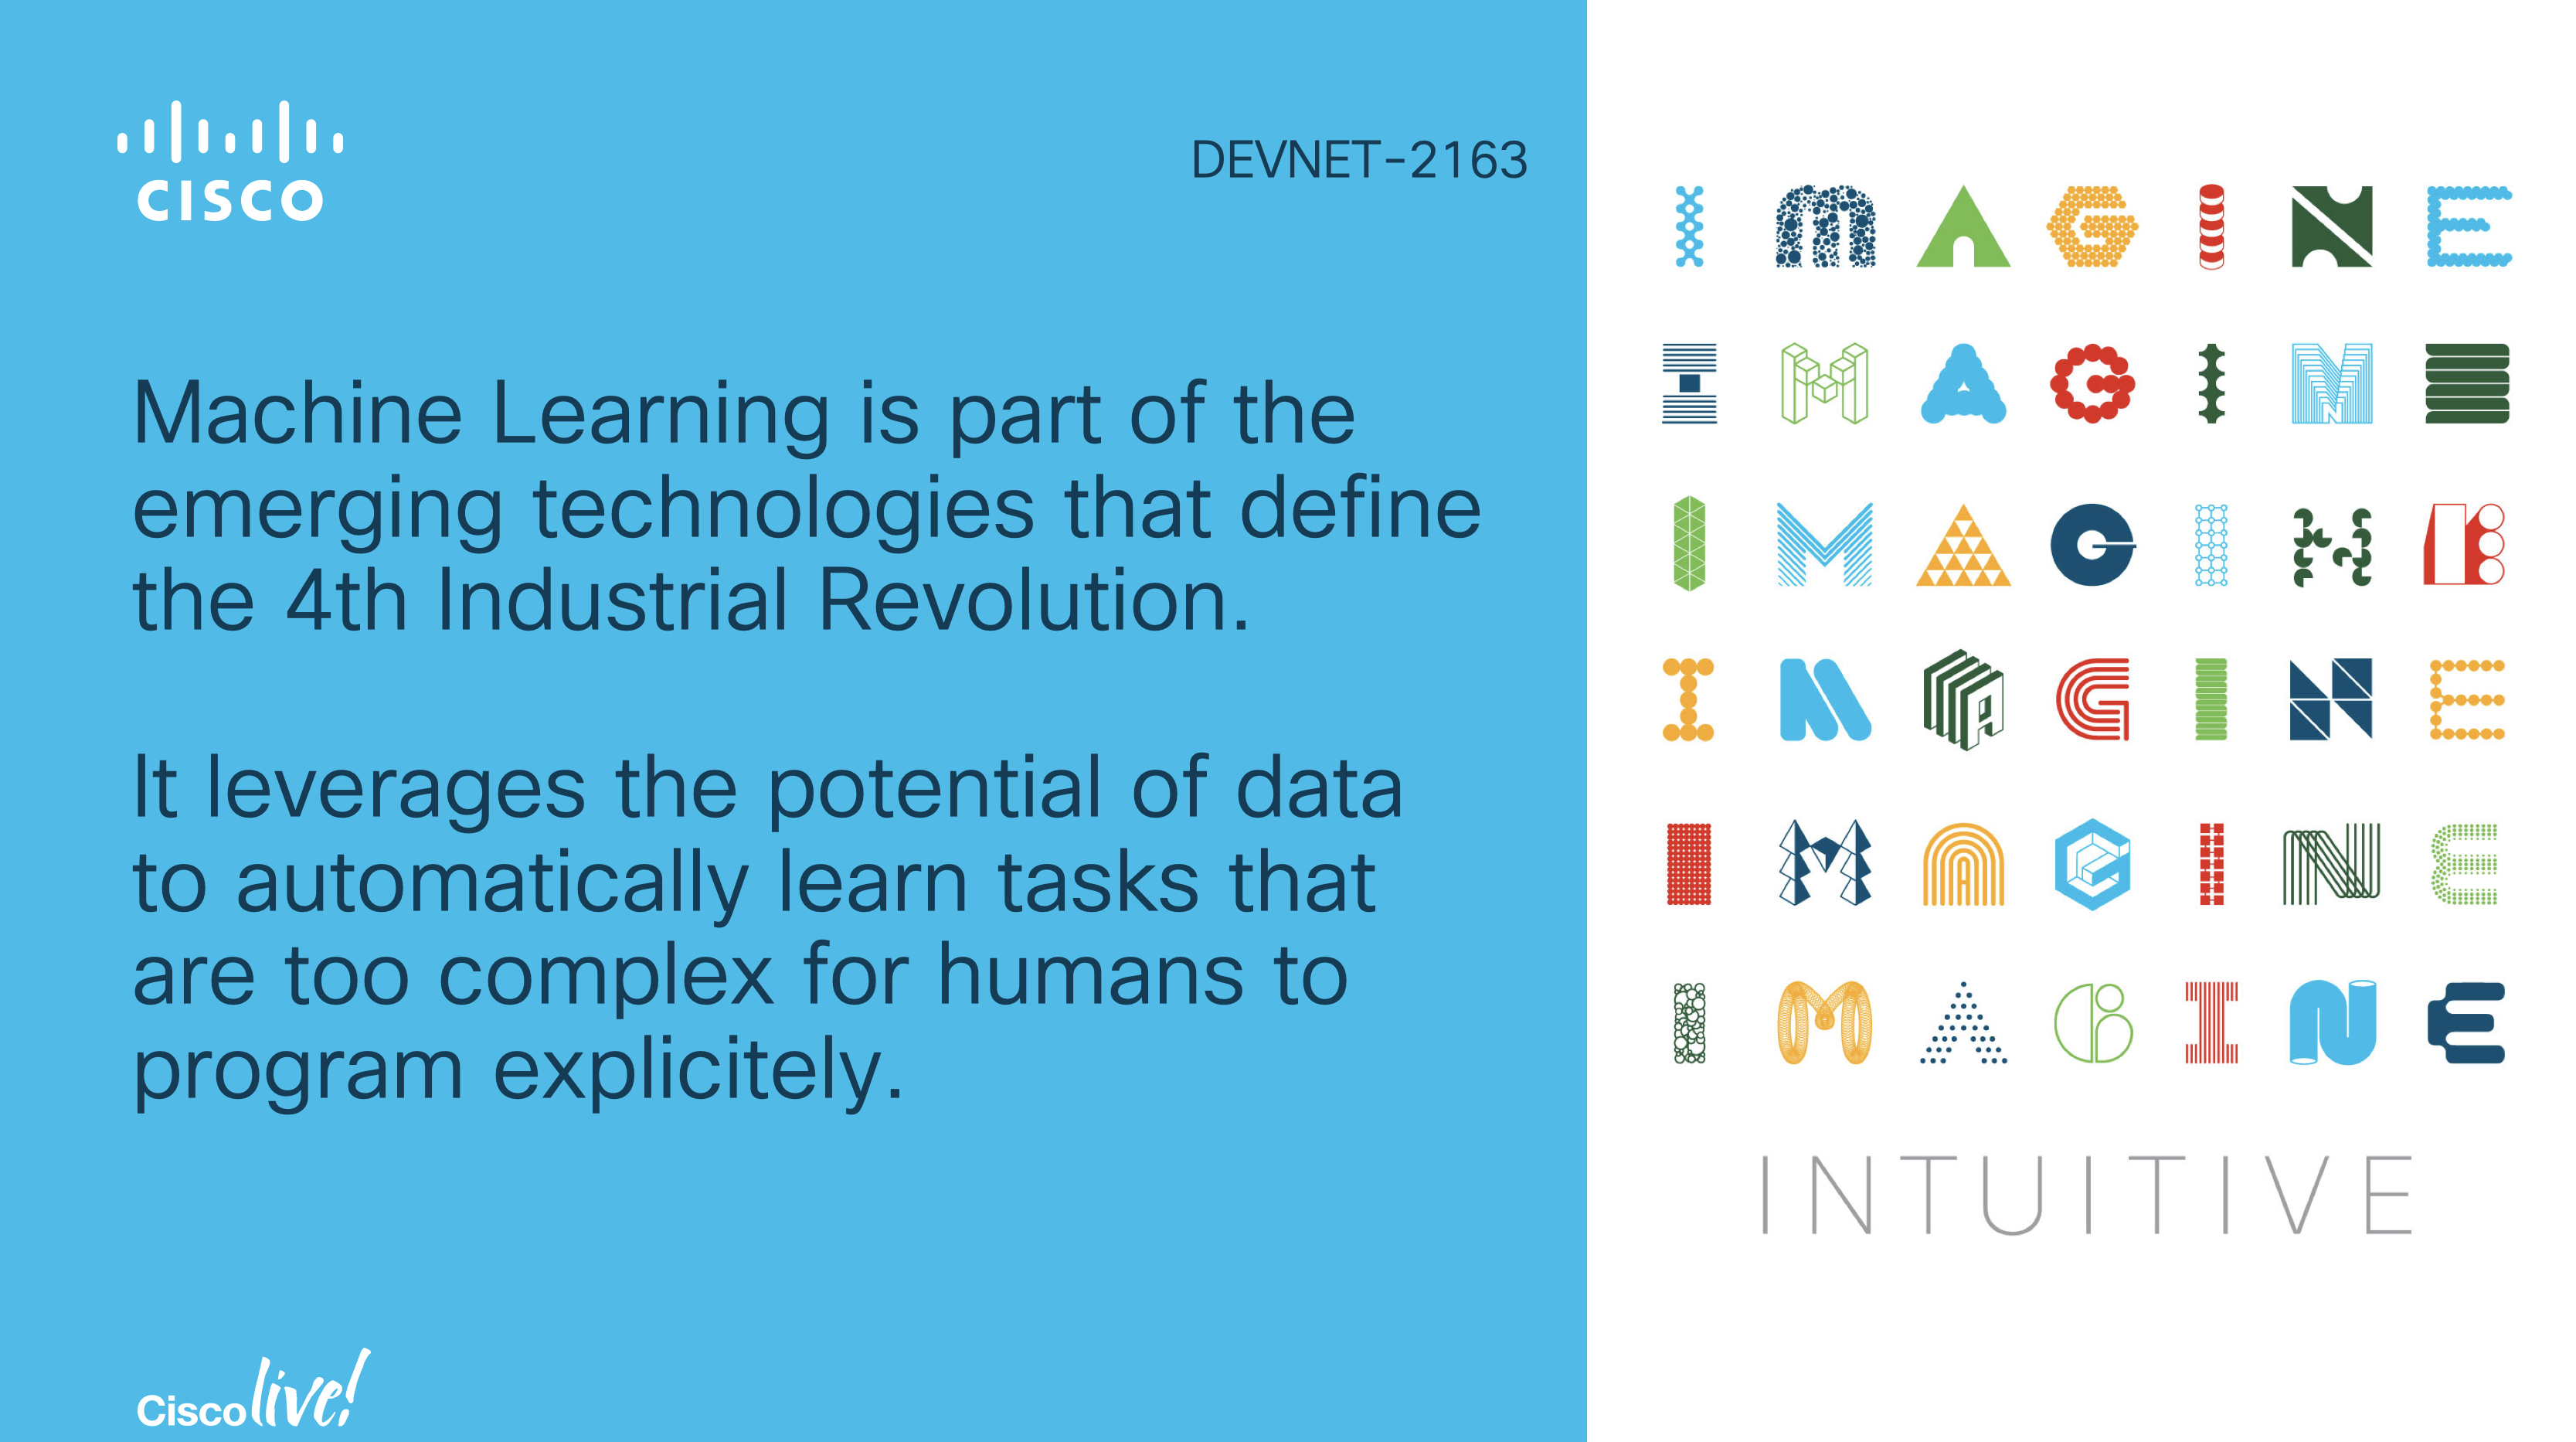 CISCO
DEVNET-2163
Machine Learning is part of the
emerging technologies that define
the 4th Industrial Revolution.
It leverages the potential of data
to automatically learn tasks that
are too complex for humans to
program explicitely.
Cisco live!
IMAGINE
IMAGINE
IMAGINE
IMAGINE
IMAGINE
IMAGINE
INTUITIVE